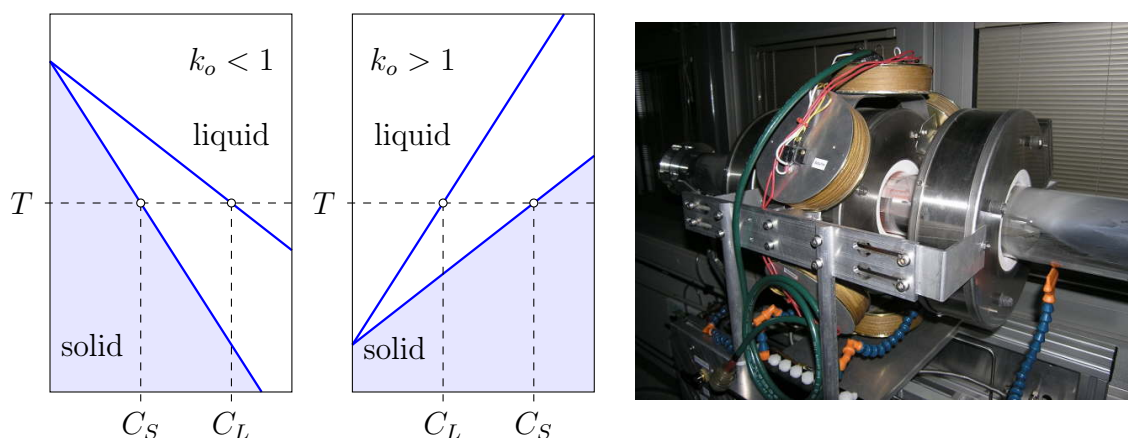 k_o < 1
liquid
T
solid
C_S C_L
k_o > 1
liquid
T
solid
C_L C_S